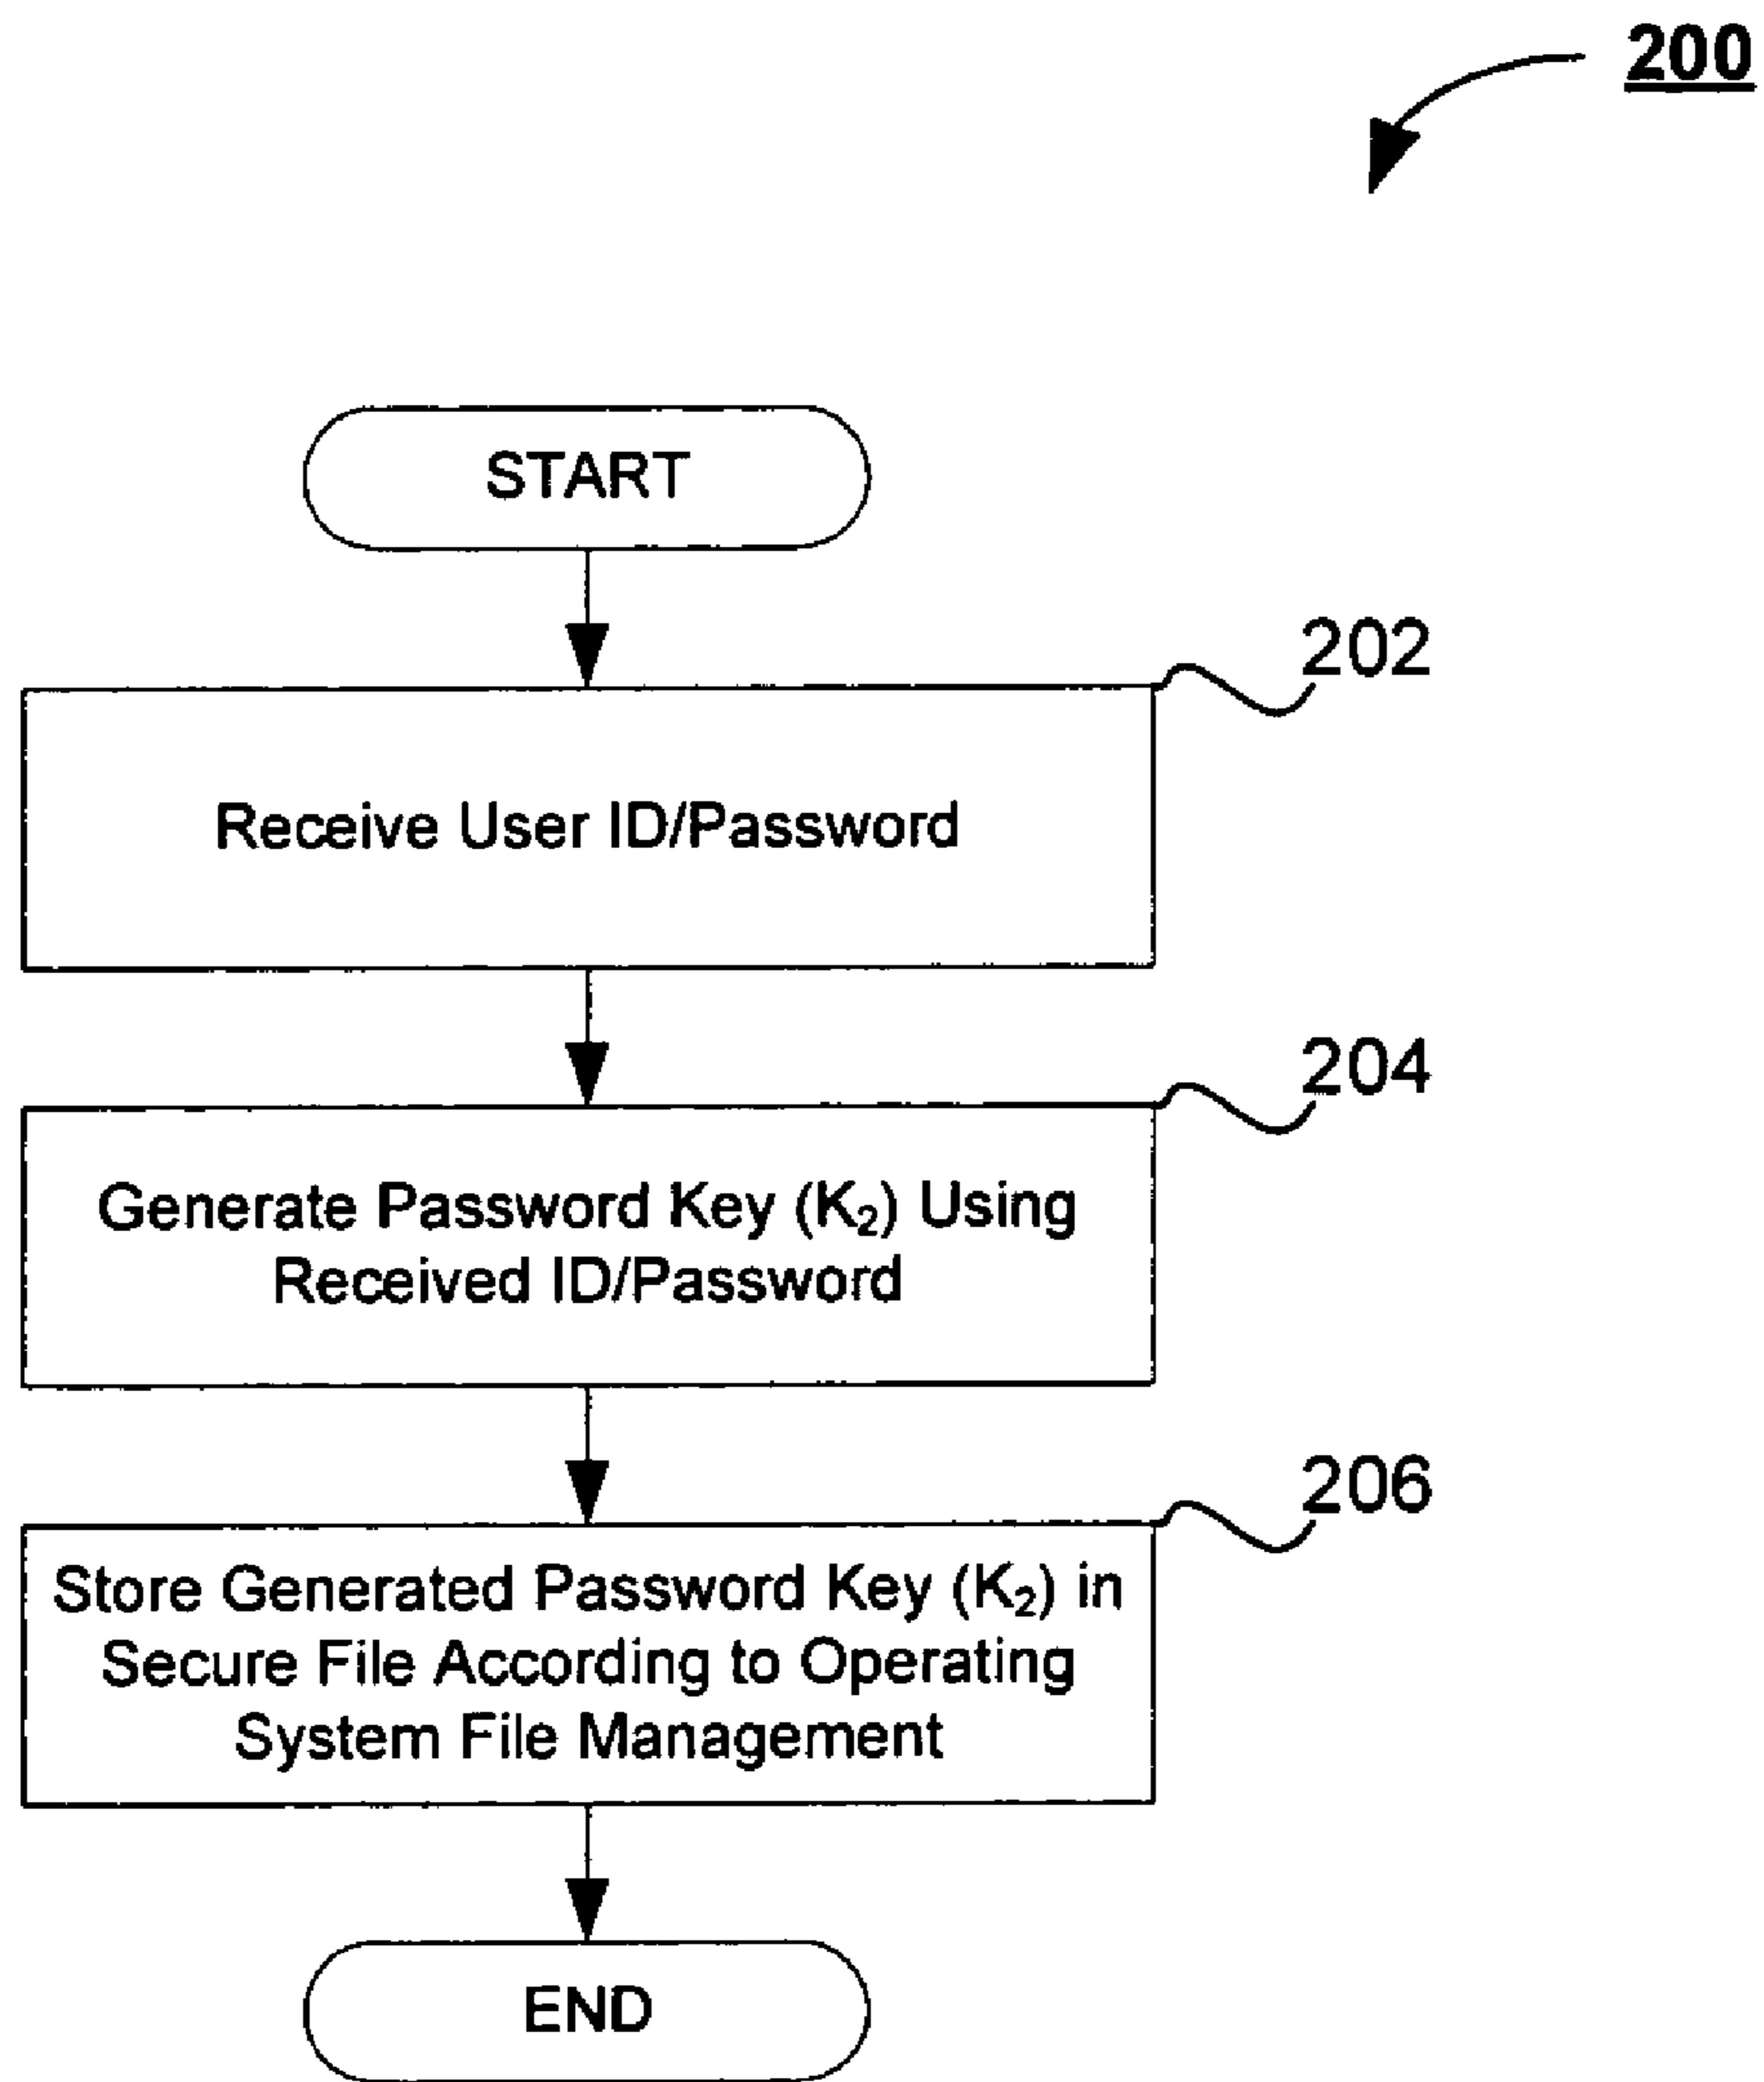 200
START
202
Receive User ID/Password
204
Generate Password Key (K₂) Using
Received ID/Password
206
Store Generated Password Key (K₂) in
Secure File According to Operating
System File Management
END